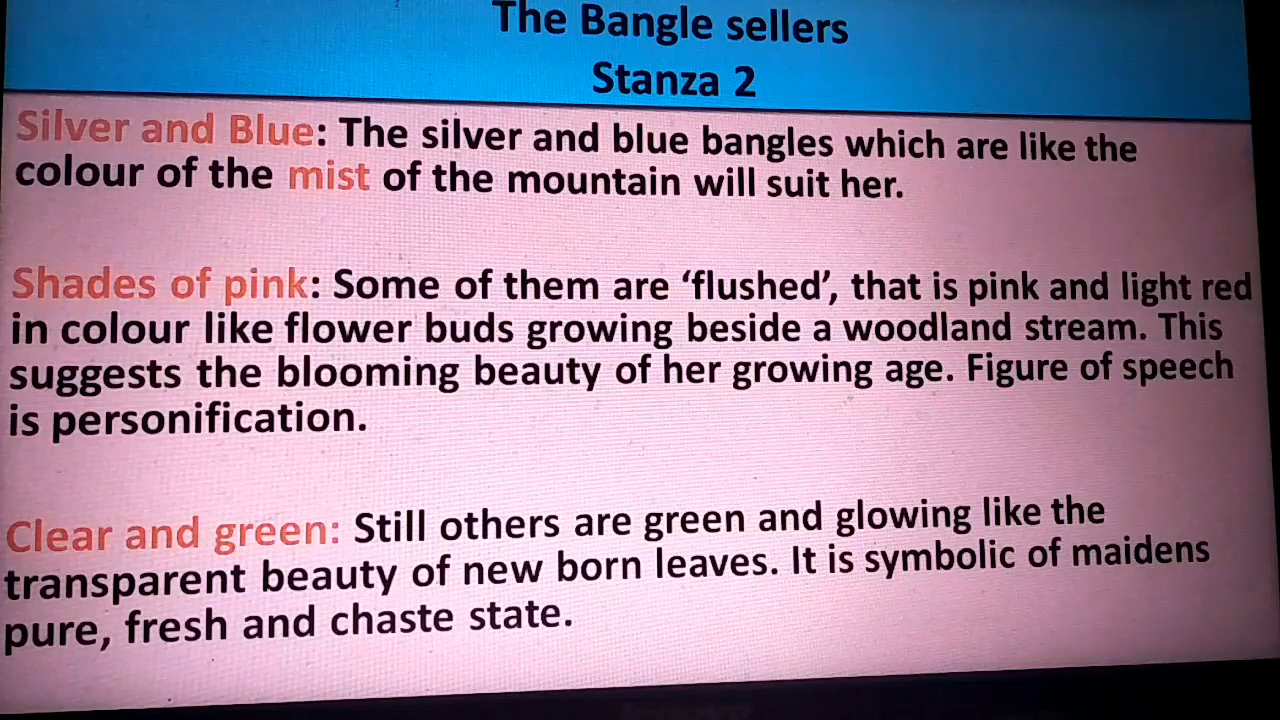 The Bangle sellers
Stanza 2
Silver and Blue: The silver and blue bangles which are like the
colour of the mist of the mountain will suit her.
Shades of pink: Some of them are ‘flushed’, that is pink and light red
in colour like flower buds growing beside a woodland stream. This
suggests the blooming beauty of her growing age. Figure of speech
is personification.
Clear and green: Still others are green and glowing like the
transparent beauty of new born leaves. It is symbolic of maidens
pure, fresh and chaste state.